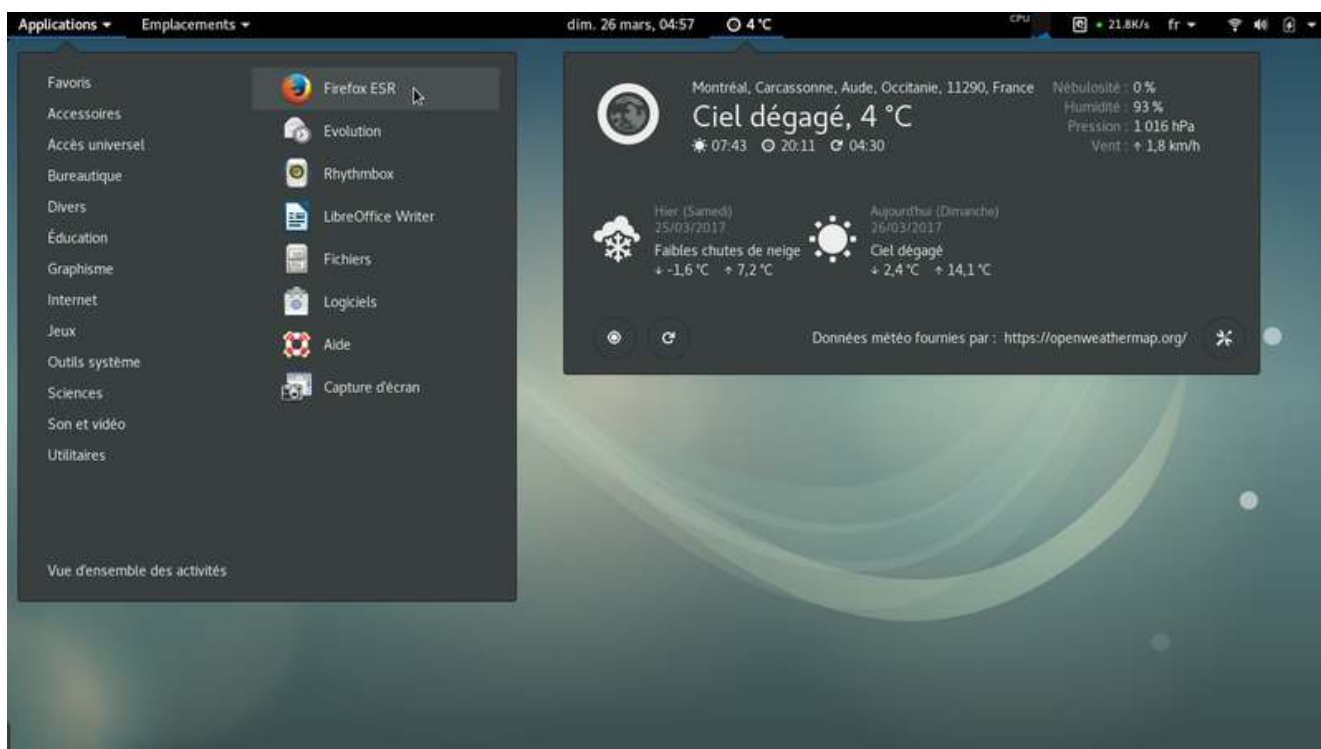 Applications Emplacements dim. 26 mars, 04:57 4 °C CPU 21.8K/s fr
Favoris
Accessoires
Accès universel
Bureautique
Divers
Éducation
Graphisme
Internet
Jeux
Outils système
Sciences
Son et vidéo
Utilitaires
Vue d'ensemble des activités
Firefox ESR
Evolution
Rhythmbox
LibreOffice Writer
Fichiers
Logiciels
Aide
Capture d'écran
Montréal, Carcassonne, Aude, Occitanie, 11290, France
Ciel dégagé, 4 °C
07:43 20:11 04:30
Nébulosité : 0 %
Humidité : 93 %
Pression : 1 016 hPa
Vent : ↑ 1,8 km/h
Hier (Samedi)
25/03/2017
Faibles chutes de neige
↓ -1,6 °C ↑ 7,2 °C
Aujourd'hui (Dimanche)
26/03/2017
Ciel dégagé
↓ 2,4 °C ↑ 14,1 °C
Données météo fournies par : https://openweathermap.org/